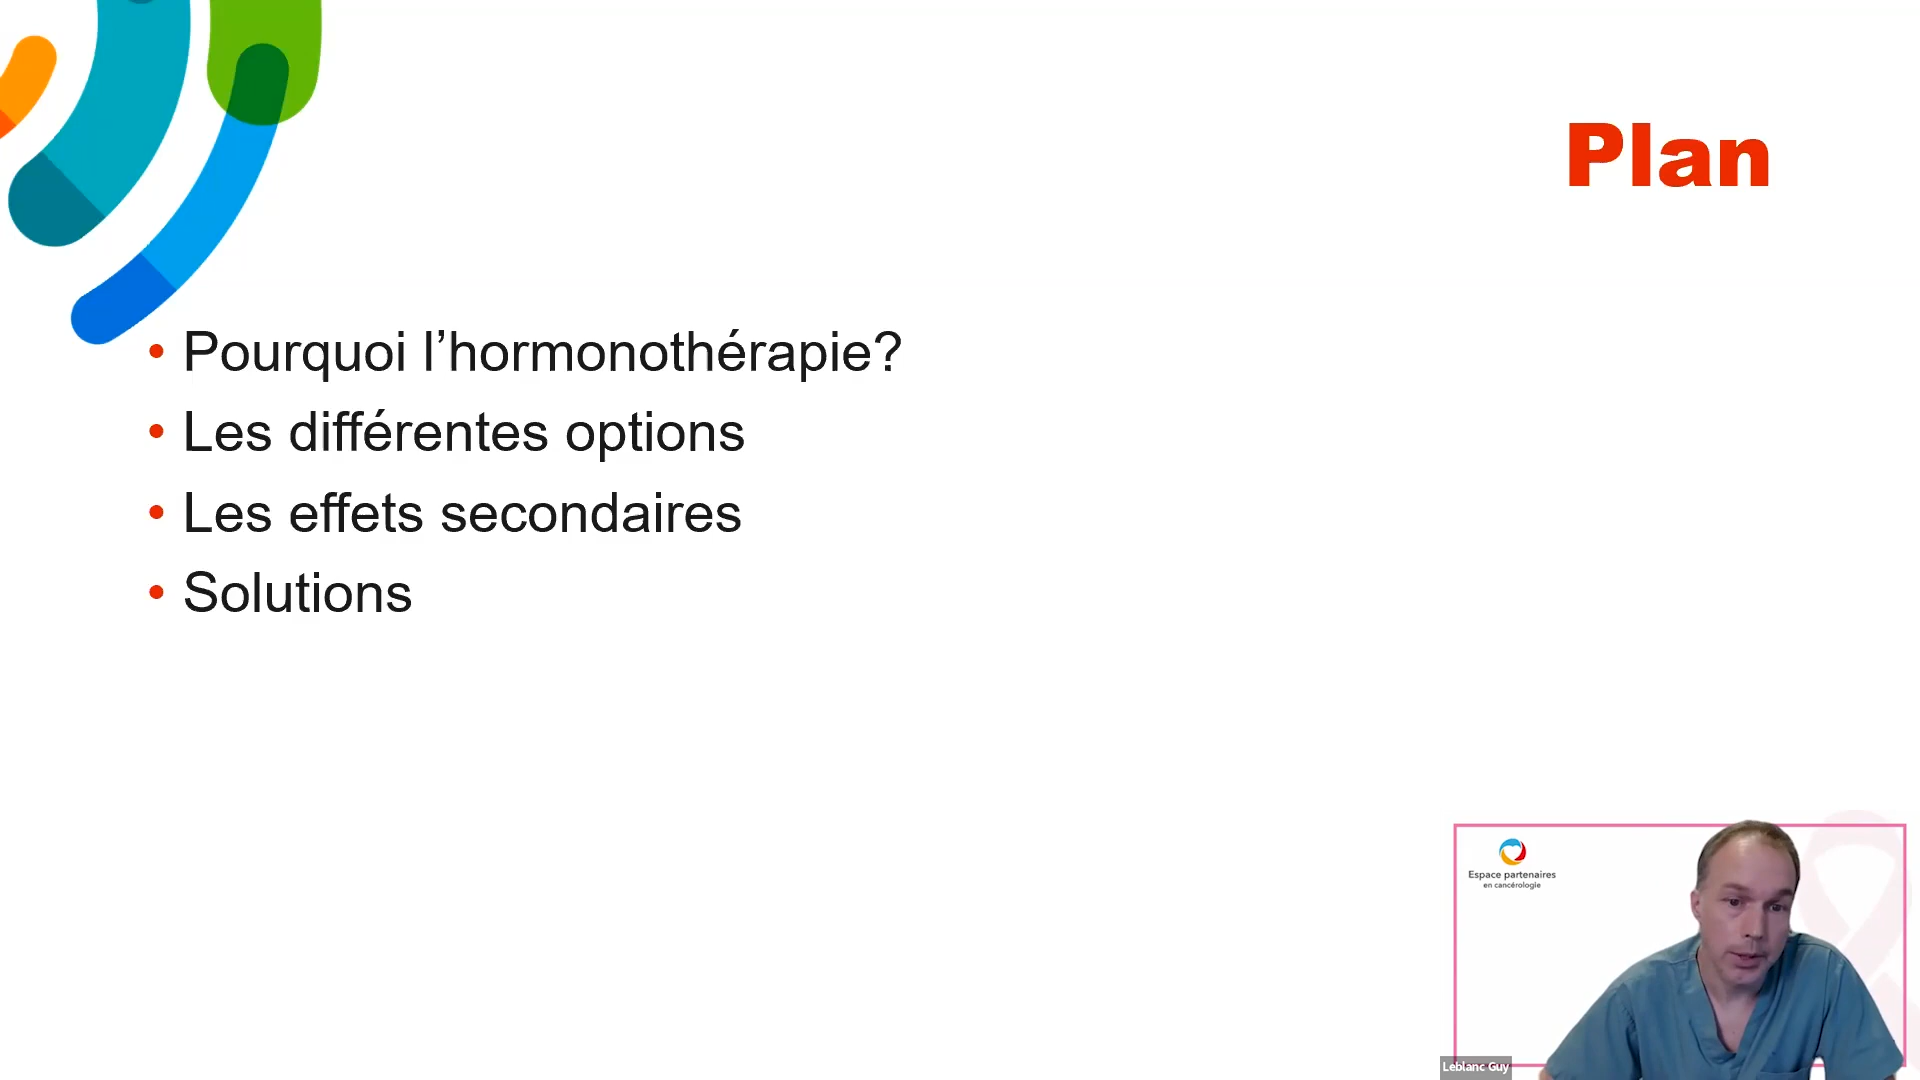 Plan
• Pourquoi l’hormonothérapie?
• Les différentes options
• Les effets secondaires
• Solutions
Espace partenaires
en cancérologie
Leblanc Guy